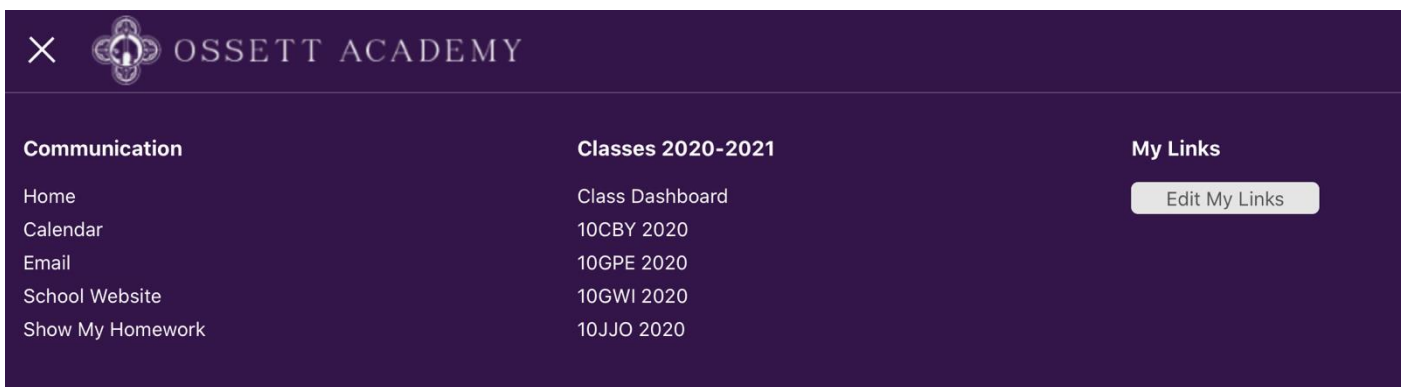 OSSETT ACADEMY
Communication
Home
Calendar
Email
School Website
Show My Homework
Classes 2020-2021
Class Dashboard
10CBY 2020
10GPE 2020
10GWI 2020
10JJO 2020
My Links
Edit My Links